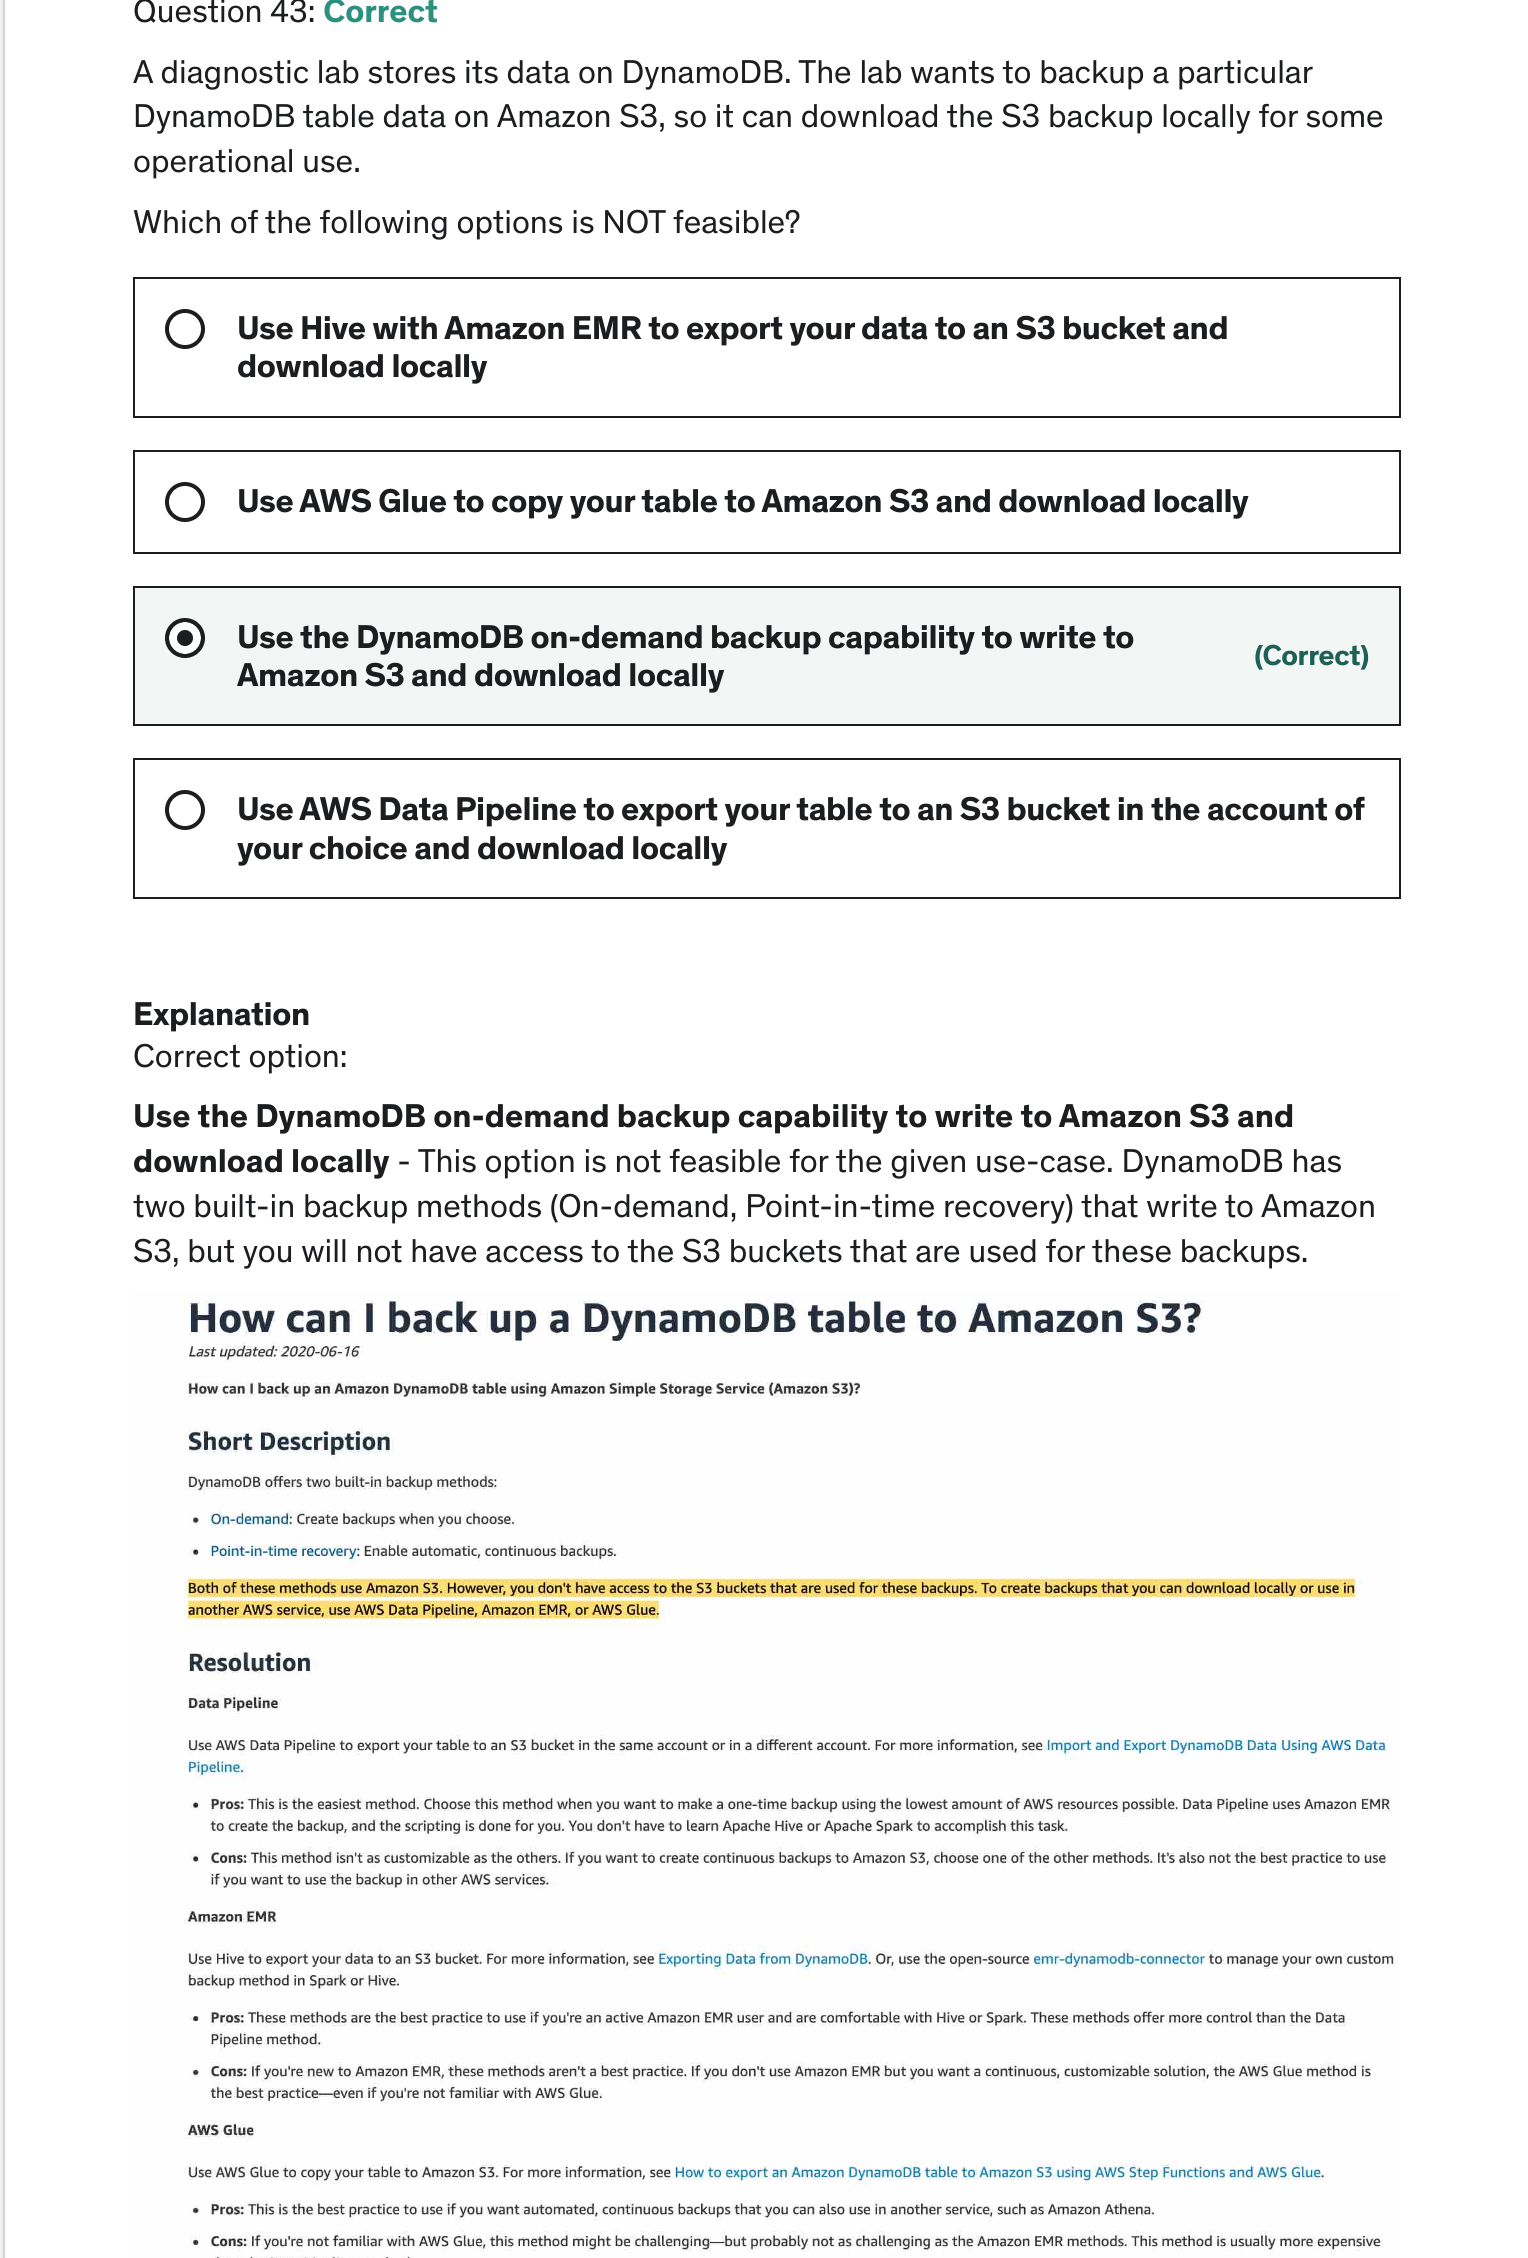 Question 43: Correct
A diagnostic lab stores its data on DynamoDB. The lab wants to backup a particular
DynamoDB table data on Amazon S3, so it can download the S3 backup locally for some
operational use.
Which of the following options is NOT feasible?
Use Hive with Amazon EMR to export your data to an S3 bucket and
download locally
Use AWS Glue to copy your table to Amazon S3 and download locally
Use the DynamoDB on-demand backup capability to write to
Amazon S3 and download locally
(Correct)
Use AWS Data Pipeline to export your table to an S3 bucket in the account of
your choice and download locally
Explanation
Correct option:
Use the DynamoDB on-demand backup capability to write to Amazon S3 and
download locally - This option is not feasible for the given use-case. DynamoDB has
two built-in backup methods (On-demand, Point-in-time recovery) that write to Amazon
S3, but you will not have access to the S3 buckets that are used for these backups.
How can I back up a DynamoDB table to Amazon S3?
Last updated: 2020-06-16
How can I back up an Amazon DynamoDB table using Amazon Simple Storage Service (Amazon S3)?
Short Description
DynamoDB offers two built-in backup methods:
• On-demand: Create backups when you choose.
• Point-in-time recovery: Enable automatic, continuous backups.
Both of these methods use Amazon S3. However, you don't have access to the S3 buckets that are used for these backups. To create backups that you can download locally or use in
another AWS service, use AWS Data Pipeline, Amazon EMR, or AWS Glue.
Resolution
Data Pipeline
Use AWS Data Pipeline to export your table to an S3 bucket in the same account or in a different account. For more information, see Import and Export DynamoDB Data Using AWS Data
Pipeline.
• Pros: This is the easiest method. Choose this method when you want to make a one-time backup using the lowest amount of AWS resources possible. Data Pipeline uses Amazon EMR
to create the backup, and the scripting is done for you. You don't have to learn Apache Hive or Apache Spark to accomplish this task.
• Cons: This method isn't as customizable as the others. If you want to create continuous backups to Amazon S3, choose one of the other methods. It's also not the best practice to use
if you want to use the backup in other AWS services.
Amazon EMR
Use Hive to export your data to an S3 bucket. For more information, see Exporting Data from DynamoDB. Or, use the open-source emr-dynamodb-connector to manage your own custom
backup method in Spark or Hive.
• Pros: These methods are the best practice to use if you're an active Amazon EMR user and are comfortable with Hive or Spark. These methods offer more control than the Data
Pipeline method.
• Cons: If you're new to Amazon EMR, these methods aren't a best practice. If you don't use Amazon EMR but you want a continuous, customizable solution, the AWS Glue method is
the best practice—even if you're not familiar with AWS Glue.
AWS Glue
Use AWS Glue to copy your table to Amazon S3. For more information, see How to export an Amazon DynamoDB table to Amazon S3 using AWS Step Functions and AWS Glue.
• Pros: This is the best practice to use if you want automated, continuous backups that you can also use in another service, such as Amazon Athena.
• Cons: If you're not familiar with AWS Glue, this method might be challenging—but probably not as challenging as the Amazon EMR methods. This method is usually more expensive